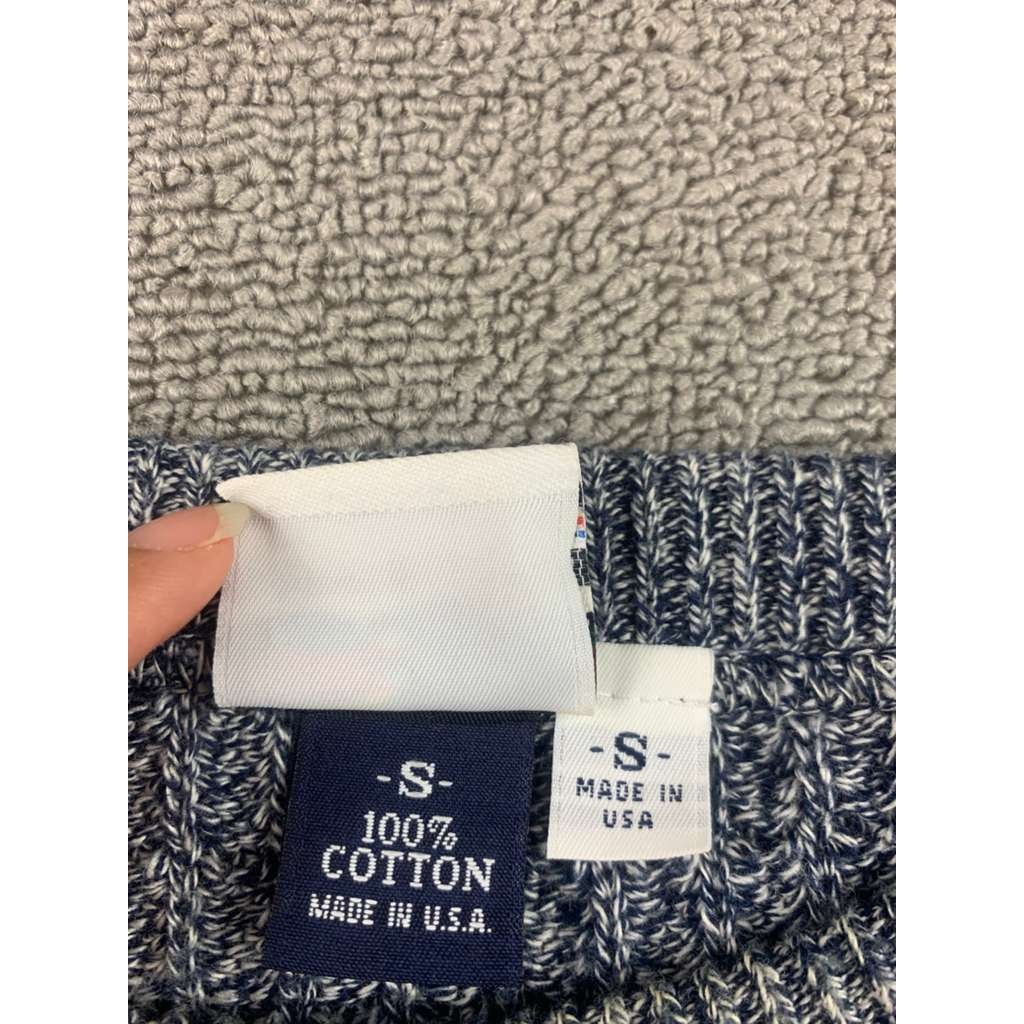 -S-
100%
COTTON
MADE IN U.S.A.
-S-
MADE IN
USA